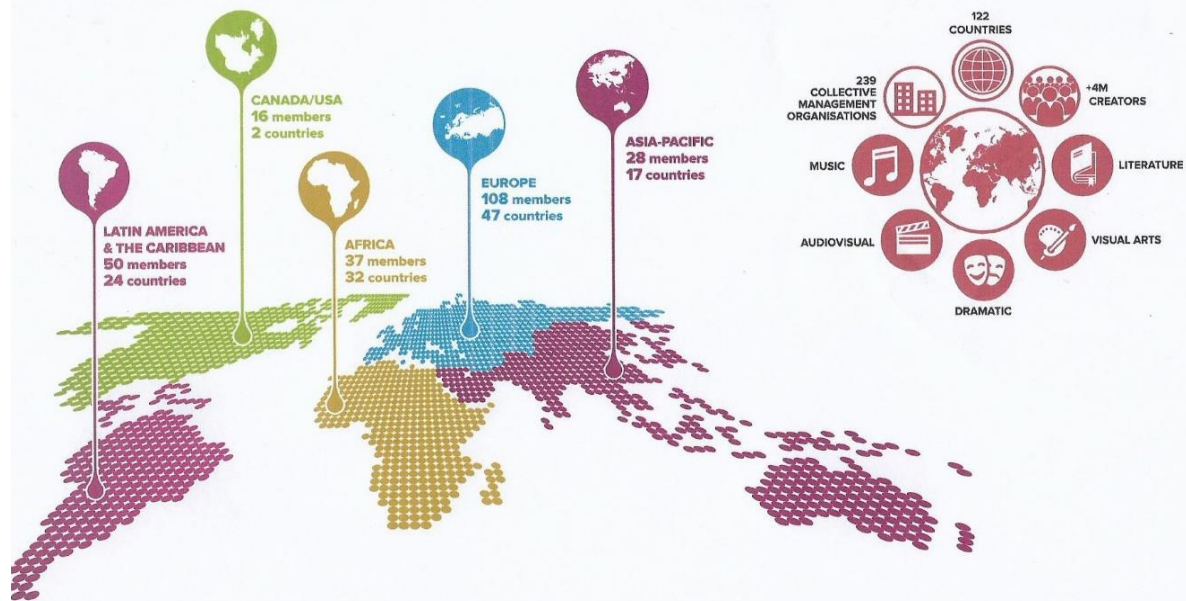 CANADA/USA
16 members
2 countries
LATIN AMERICA
& THE CARIBBEAN
50 members
24 countries
AFRICA
37 members
32 countries
EUROPE
108 members
47 countries
ASIA-PACIFIC
28 members
17 countries
122
COUNTRIES
239
COLLECTIVE
MANAGEMENT
ORGANISATIONS
+4M
CREATORS
MUSIC
LITERATURE
AUDIOVISUAL
VISUAL ARTS
DRAMATIC